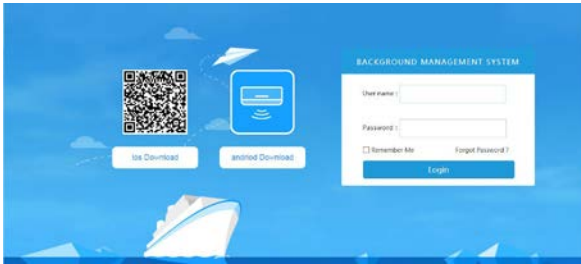 BACKGROUND MANAGEMENT SYSTEM
User name :
Password :
Remember Me
Forgot Password ?
Login
ios Download
andriod Download